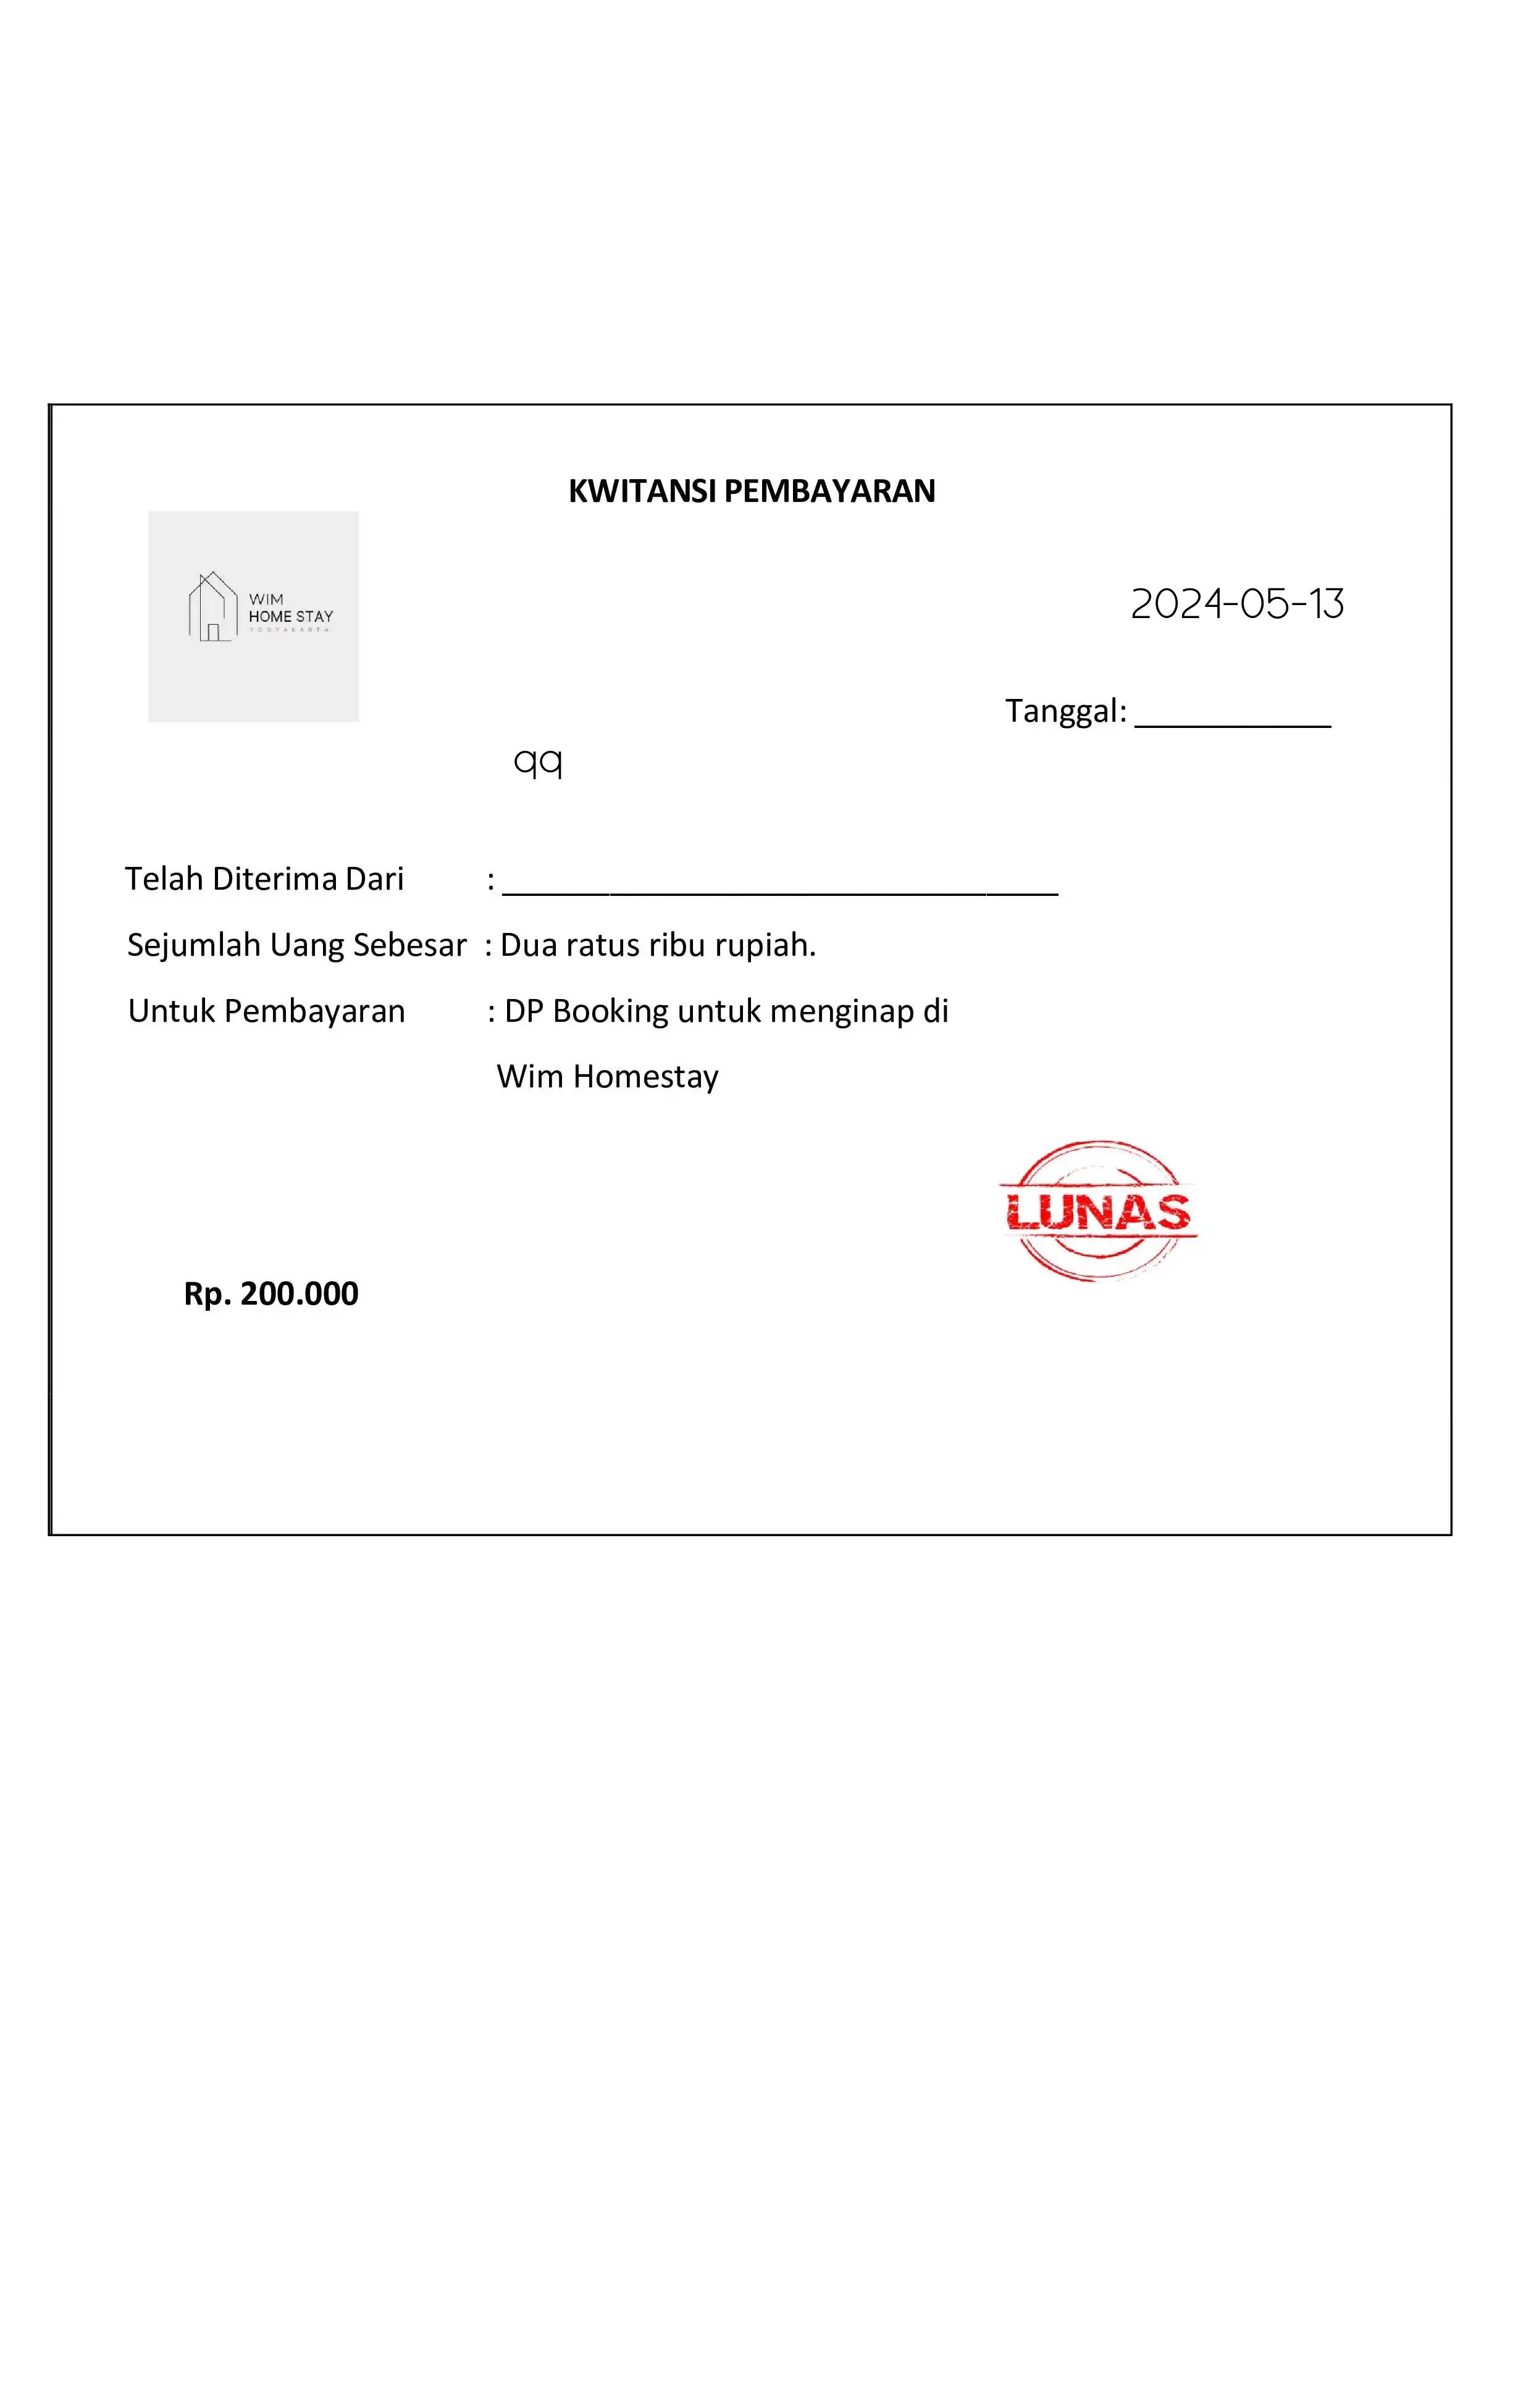 KWITANSI PEMBAYARAN
WIM
HOME STAY
YOGYAKARTA
2024-05-13
Tanggal: ___________
qq
Telah Diterima Dari : _______________________________
Sejumlah Uang Sebesar : Dua ratus ribu rupiah.
Untuk Pembayaran : DP Booking untuk menginap di
Wim Homestay
LUNAS
Rp. 200.000